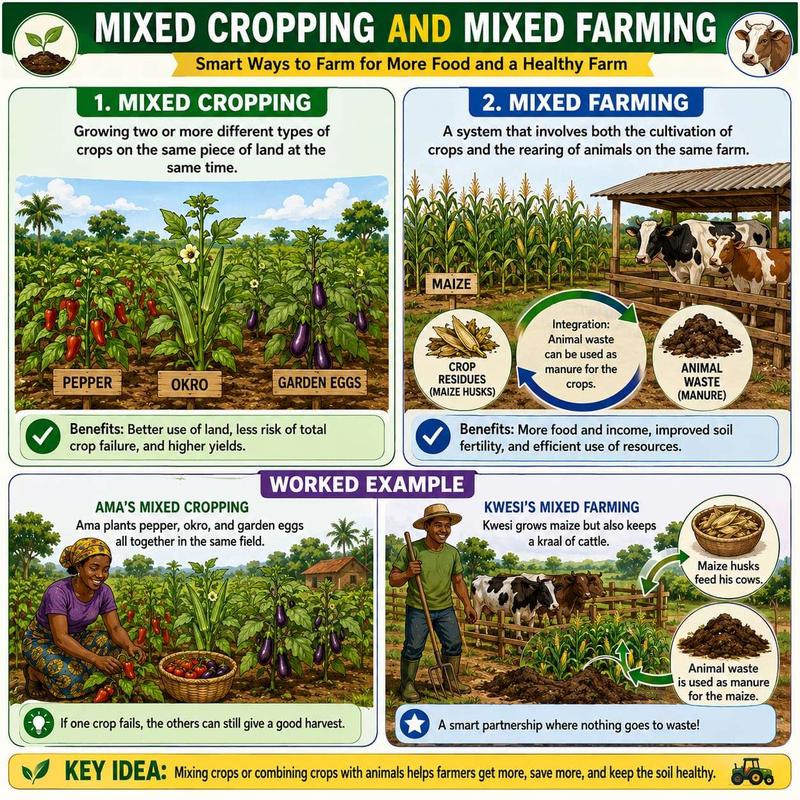 MIXED CROPPING AND MIXED FARMING
Smart Ways to Farm for More Food and a Healthy Farm
1. MIXED CROPPING
Growing two or more different types of
crops on the same piece of land at the
same time.
PEPPER
OKRO
GARDEN EGGS
Benefits: Better use of land, less risk of total
crop failure, and higher yields.
2. MIXED FARMING
A system that involves both the cultivation of
crops and the rearing of animals on the same farm.
MAIZE
CROP
RESIDUES
(MAIZE HUSKS)
Integration:
Animal waste
can be used as
manure for the
crops.
ANIMAL
WASTE
(MANURE)
Benefits: More food and income, improved soil
fertility, and efficient use of resources.
WORKED EXAMPLE
AMA'S MIXED CROPPING
Ama plants pepper, okro, and garden eggs
all together in the same field.
If one crop fails, the others can still give a good harvest.
KWESI'S MIXED FARMING
Kwesi grows maize but also keeps
a kraal of cattle.
Maize husks
feed his cows.
Animal waste
is used as manure
for the maize.
A smart partnership where nothing goes to waste!
KEY IDEA: Mixing crops or combining crops with animals helps farmers get more, save more, and keep the soil healthy.